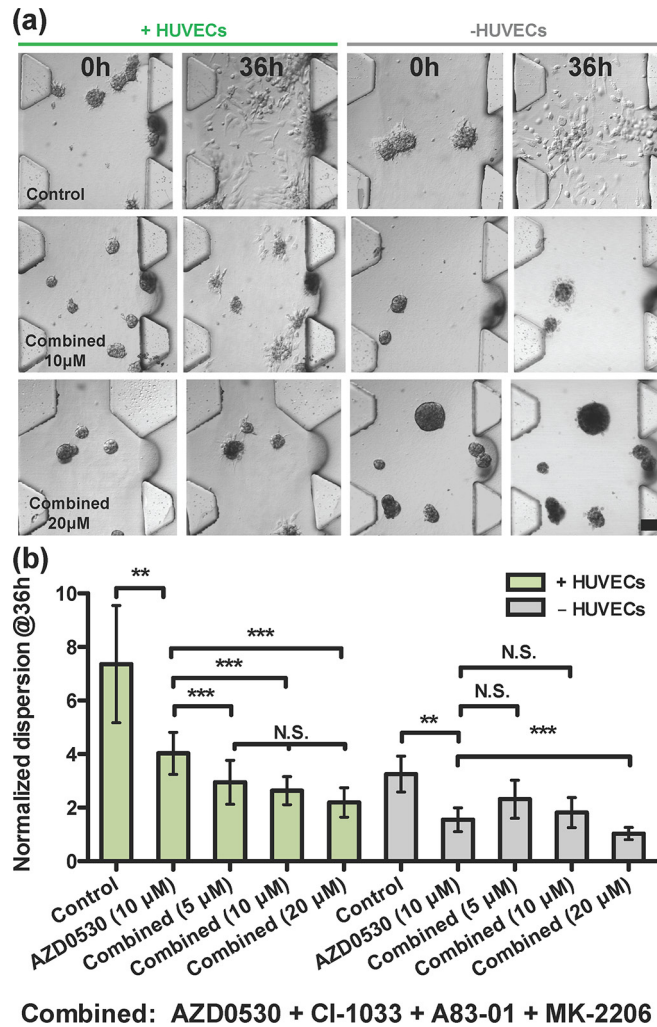 (a)
+ HUVECs
-HUVECs
0h
36h
0h
36h
Control
Combined
10µM
Combined
20µM
(b)
Normalized dispersion @36h
10
8
6
4
2
0
**
***
***
***
N.S.
**
N.S.
N.S.
***
+ HUVECs
– HUVECs
Control
AZD0530 (10 µM)
Combined (5 µM)
Combined (10 µM)
Combined (20 µM)
Control
AZD0530 (10 µM)
Combined (5 µM)
Combined (10 µM)
Combined (20 µM)
Combined: AZD0530 + CI-1033 + A83-01 + MK-2206